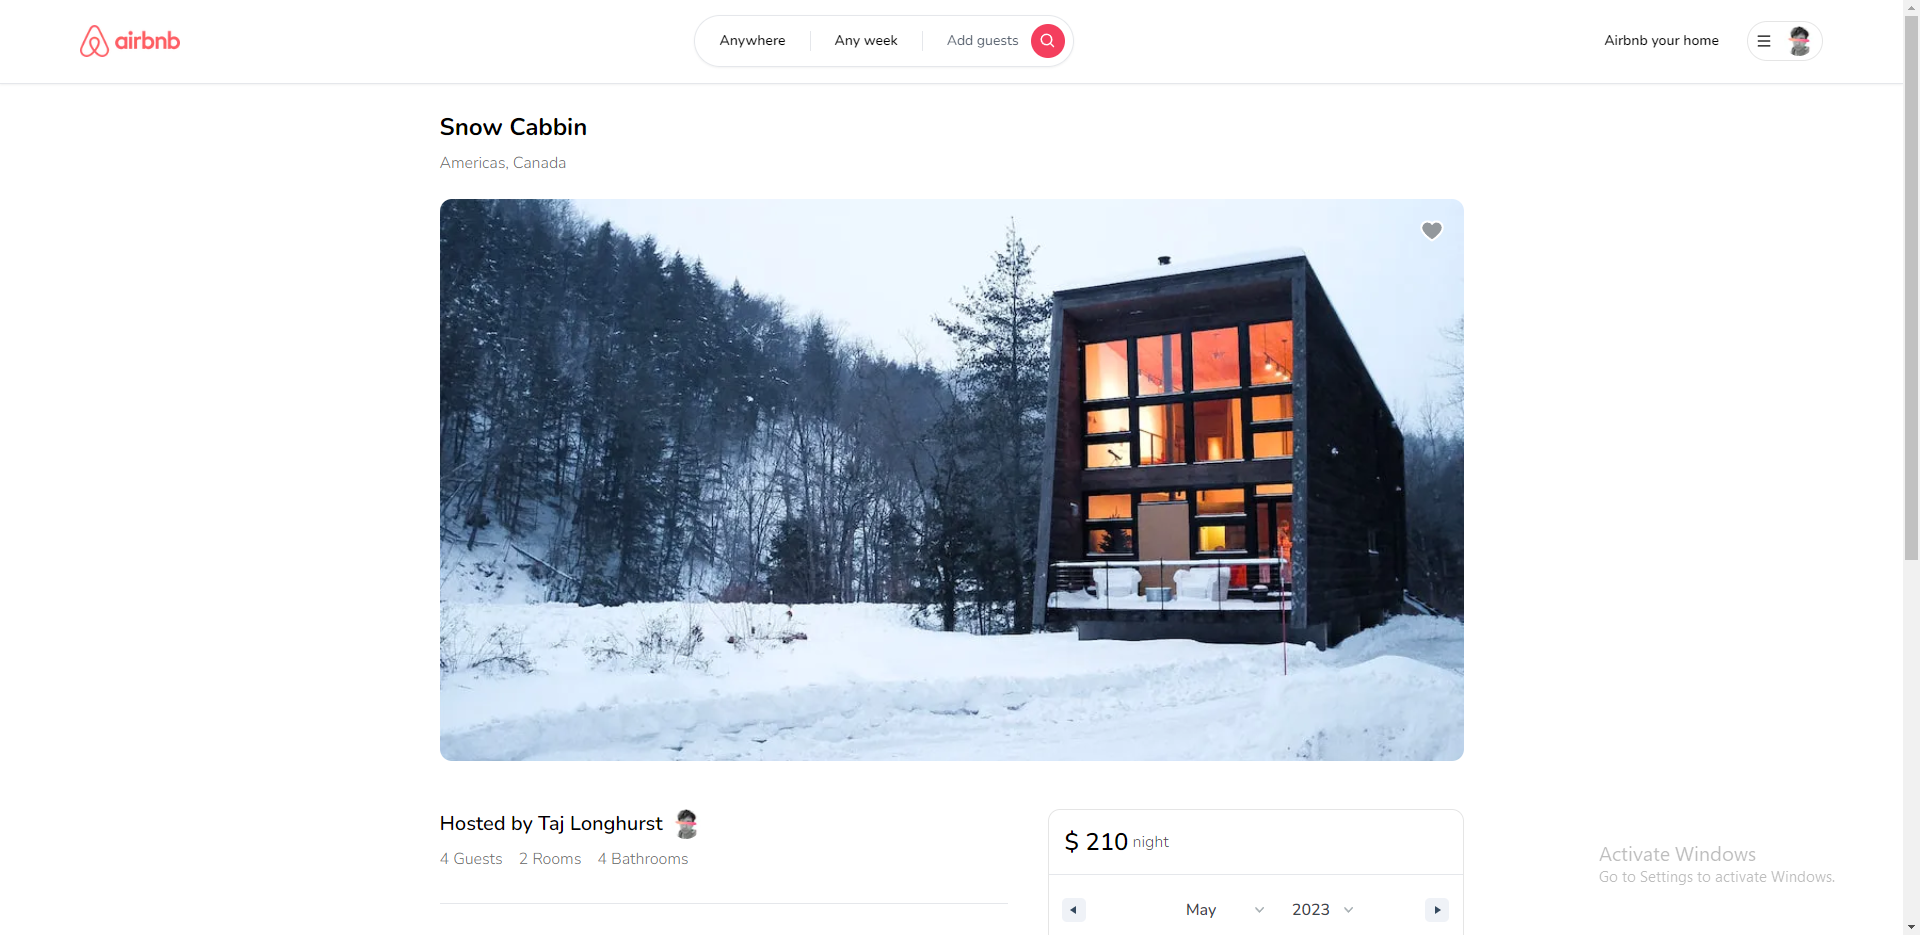 airbnb
Anywhere
Any week
Add guests
Airbnb your home
Snow Cabbin
Americas, Canada
Hosted by Taj Longhurst
4 Guests 2 Rooms 4 Bathrooms
$ 210 night
May 2023
Activate Windows
Go to Settings to activate Windows.